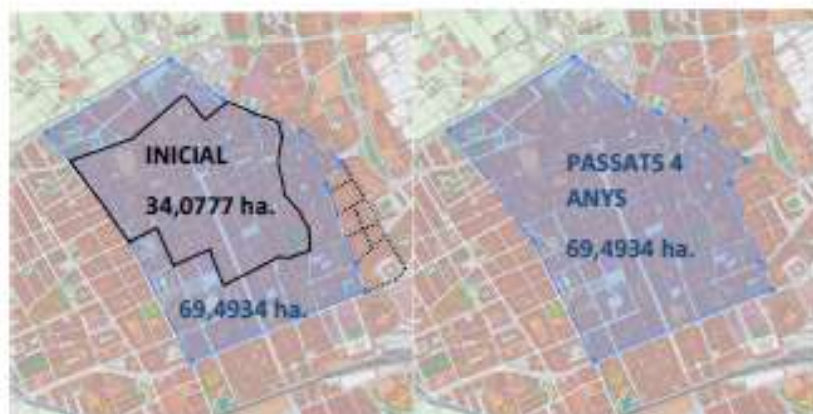 INICIAL
34,0777 ha.
69,4934 ha.
PASSATS 4
ANYS
69,4934 ha.